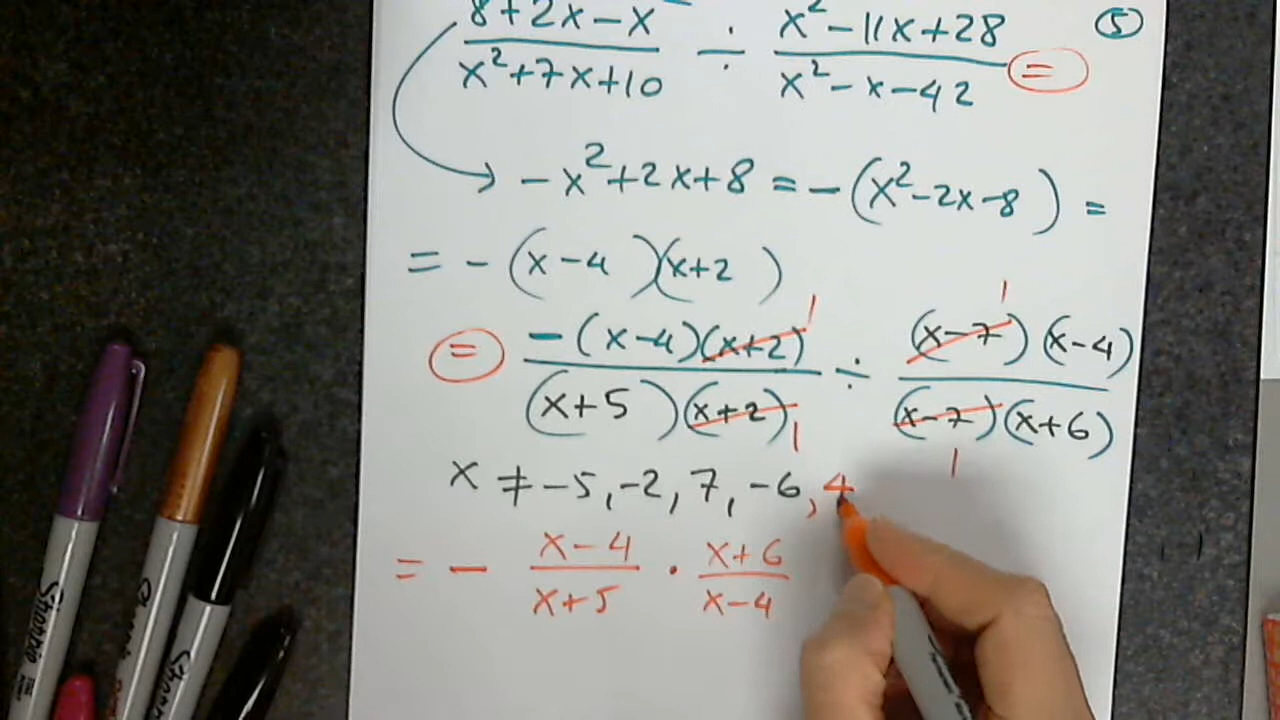 8+2x-x² / x²+7x+10 ÷ x²-11x+28 / x²-x-42 = 5
-x²+2x+8 = -(x²-2x-8) =
= -(x-4)(x+2)
= -(x-4)(x+2) 1 / (x+5)(x+2) 1 ÷ (x-7) 1 (x-4) / (x-7) 1 (x+6)
x ≠ -5, -2, 7, -6, 4
= - x-4 / x+5 · x+6 / x-4
Sharpie
Sharpie